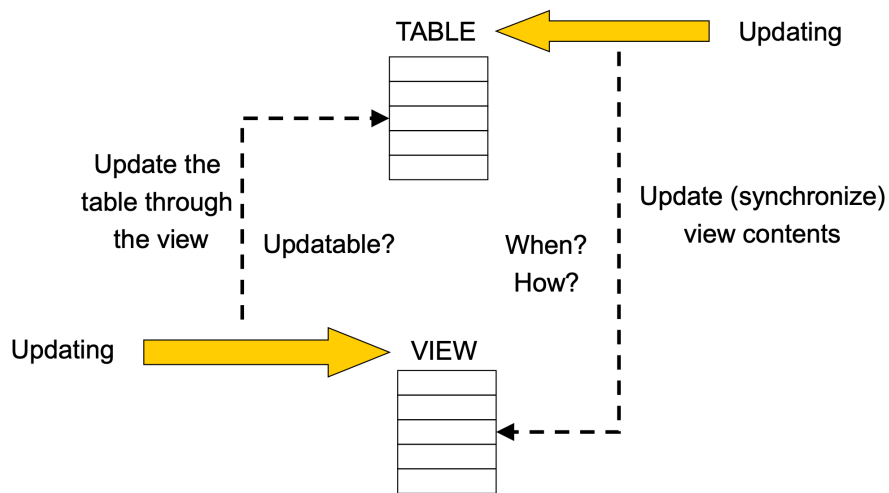 TABLE
Updating
Update the
table through
the view
Updatable?
When?
How?
Update (synchronize)
view contents
Updating
VIEW